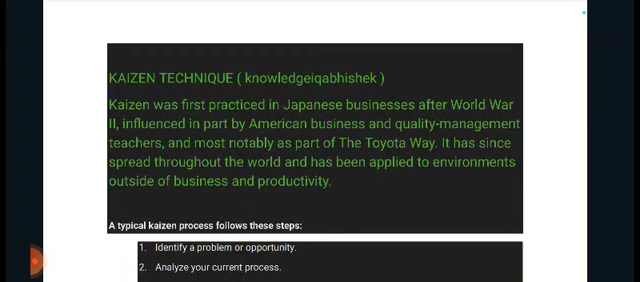 KAIZEN TECHNIQUE ( knowledgeiqabhishek )
Kaizen was first practiced in Japanese businesses after World War
II, influenced in part by American business and quality-management
teachers, and most notably as part of The Toyota Way. It has since
spread throughout the world and has been applied to environments
outside of business and productivity.
A typical kaizen process follows these steps:
1. Identify a problem or opportunity.
2. Analyze your current process.